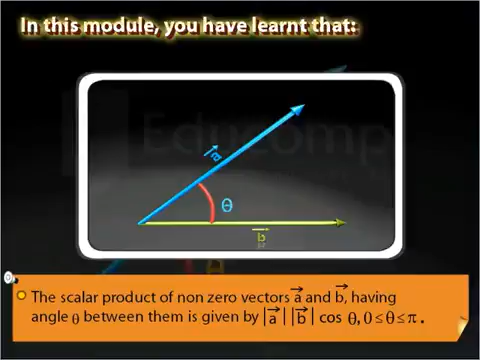 In this module, you have learnt that:
Educomp
a⃗
θ
b⃗
The scalar product of non zero vectors a⃗ and b⃗, having
angle θ between them is given by |a⃗| |b⃗| cos θ, 0 ≤ θ ≤ π.